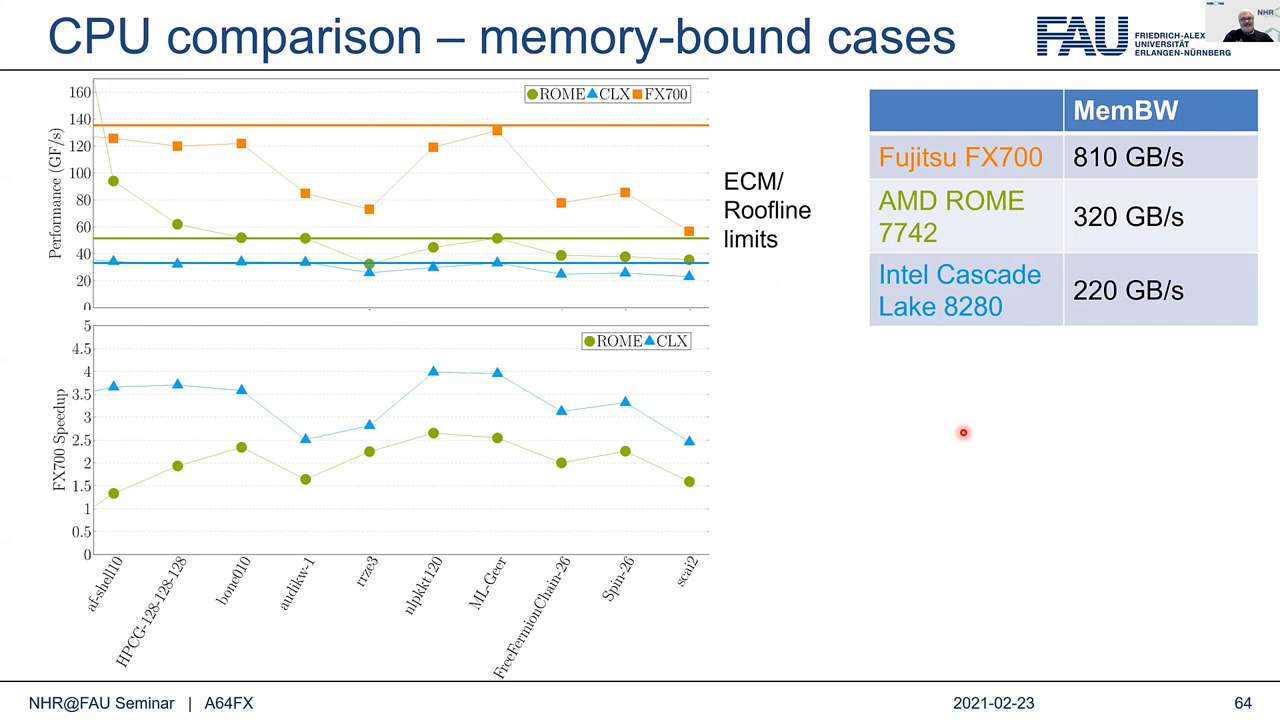 CPU comparison – memory-bound cases
FAU
FRIEDRICH-ALEX
UNIVERSITÄT
ERLANGEN-NÜRNBERG
NHR
160
140
120
100
80
60
40
20
0
Performance (GF/s)
ROME CLX FX700
ECM/
Roofline
limits
MemBW
Fujitsu FX700 810 GB/s
AMD ROME
7742
320 GB/s
Intel Cascade
Lake 8280
220 GB/s
5
4.5
4
3.5
3
2.5
2
1.5
1
0.5
0
FX700 Speedup
ROME CLX
af-shell10
HPCG-128-128-128
bone010
audikw-1
rrze3
nlpkkt120
ML-Geer
FreeFermionChain-26
Spin-26
scai2
NHR@FAU Seminar | A64FX
2021-02-23
64